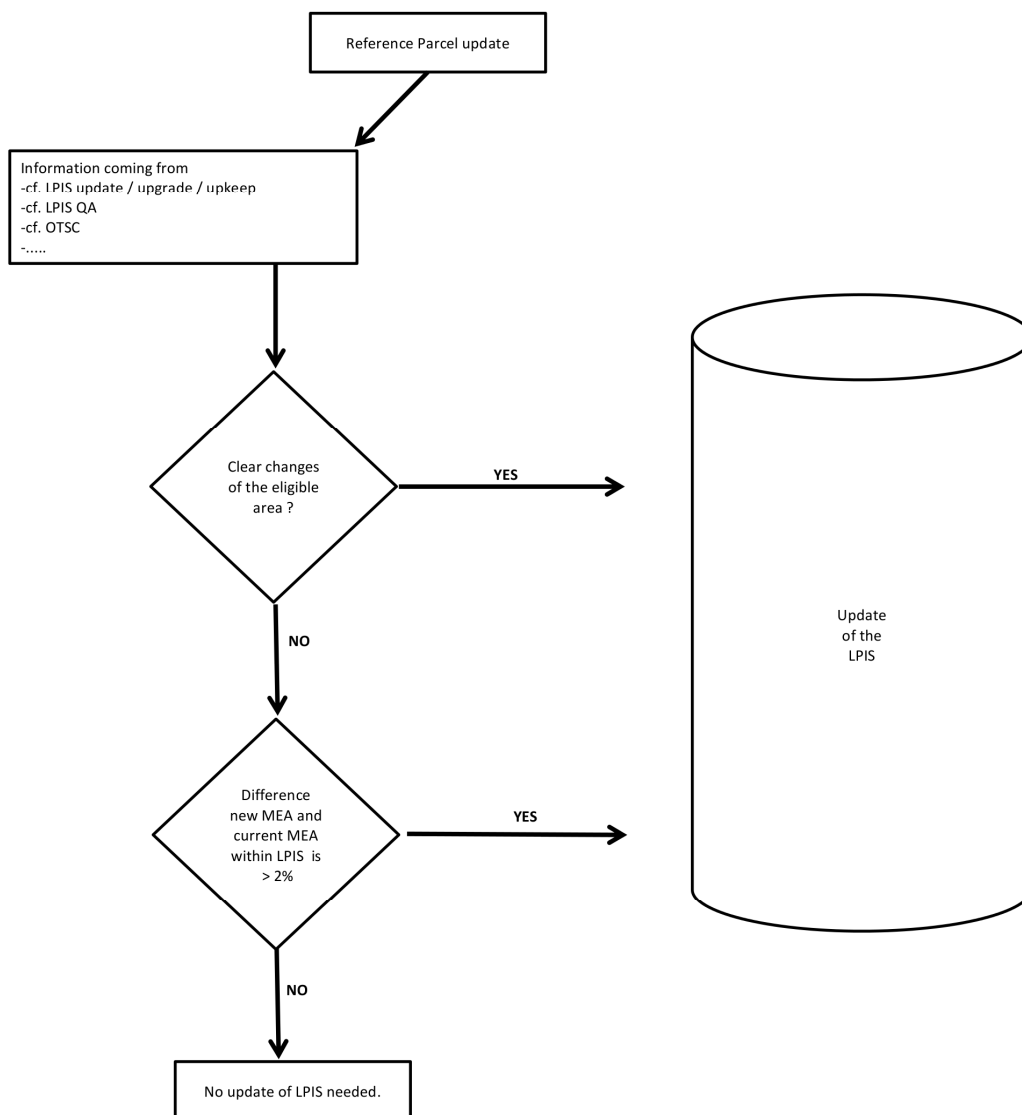 Reference Parcel update
Information coming from
-cf. LPIS update / upgrade / upkeep
-cf. LPIS QA
-cf. OTSC
-.....
Clear changes
of the eligible
area ?
YES
NO
Update
of the
LPIS
Difference
new MEA and
current MEA
within LPIS is
> 2%
YES
NO
No update of LPIS needed.